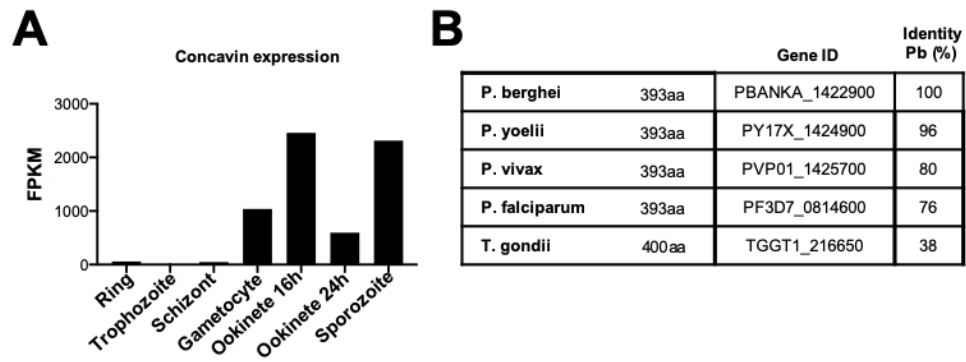 A
Concavin expression
FPKM
3000
2000
1000
0
Ring
Trophozoite
Schizont
Gametocyte
Ookinete 16h
Ookinete 24h
Sporozoite
B
Gene ID
Identity
Pb (%)
P. berghei 393aa PBANKA_1422900 100
P. yoelii 393aa PY17X_1424900 96
P. vivax 393aa PVP01_1425700 80
P. falciparum 393aa PF3D7_0814600 76
T. gondii 400aa TGGT1_216650 38